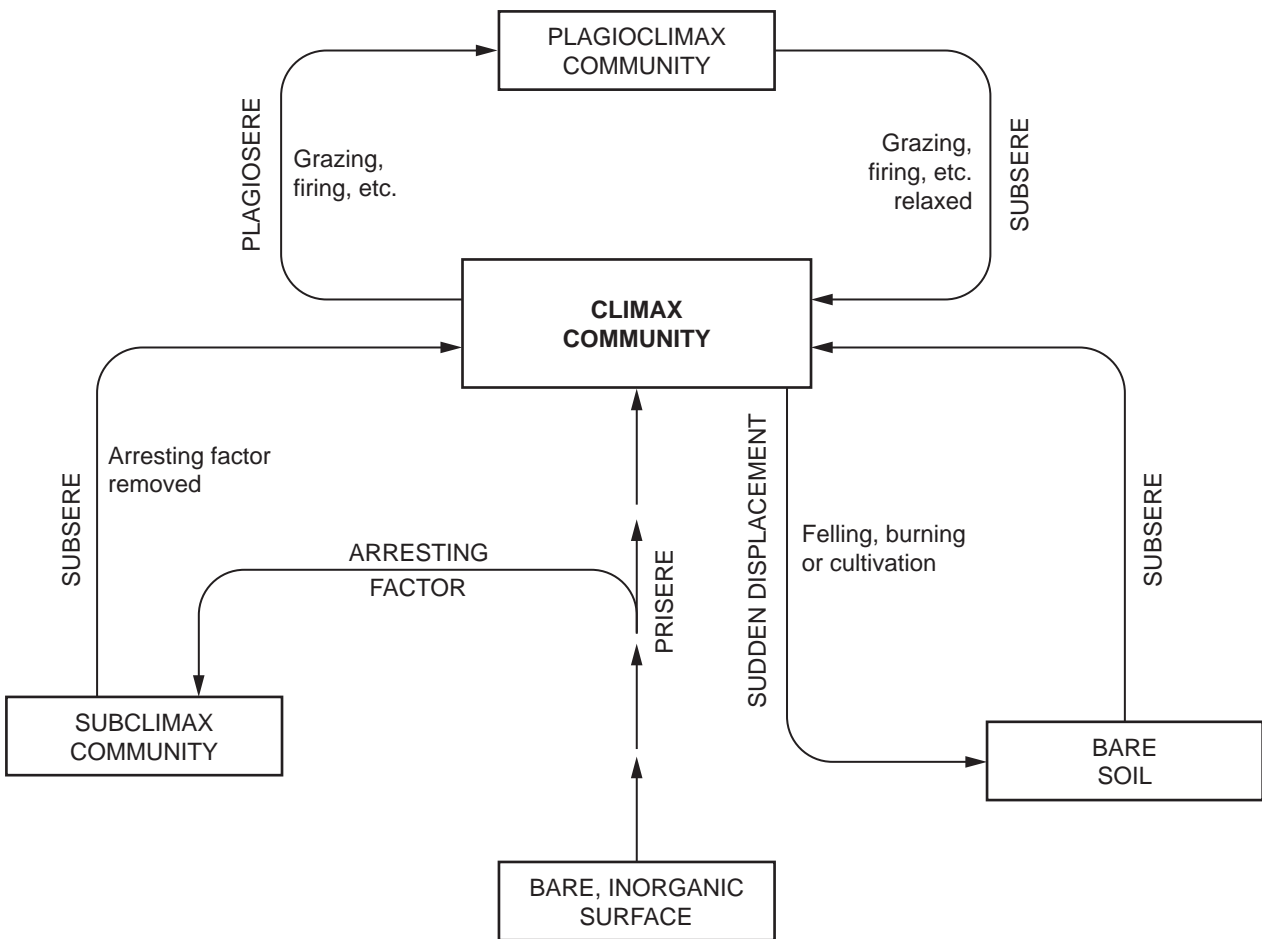 PLAGIOCLIMAX
COMMUNITY
PLAGIOSERE
Grazing,
firing, etc.
Grazing,
firing, etc.
relaxed
SUBSERE
CLIMAX
COMMUNITY
SUBSERE
Arresting factor
removed
ARRESTING
FACTOR
PRISERE
SUDDEN DISPLACEMENT
Felling, burning
or cultivation
SUBSERE
SUBCLIMAX
COMMUNITY
BARE
SOIL
BARE, INORGANIC
SURFACE